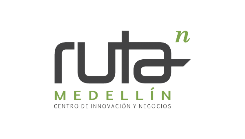 ruta n
MEDELLÍN
CENTRO DE INNOVACIÓN Y NEGOCIOS